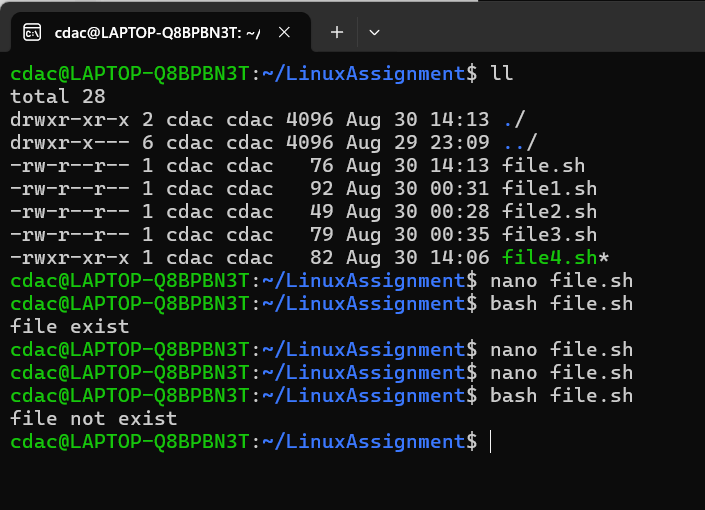 cdac@LAPTOP-Q8BPBN3T: ~/
cdac@LAPTOP-Q8BPBN3T:~/LinuxAssignment$ ll
total 28
drwxr-xr-x 2 cdac cdac 4096 Aug 30 14:13 ./
drwxr-x--- 6 cdac cdac 4096 Aug 29 23:09 ../
-rw-r--r-- 1 cdac cdac   76 Aug 30 14:13 file.sh
-rw-r--r-- 1 cdac cdac   92 Aug 30 00:31 file1.sh
-rw-r--r-- 1 cdac cdac   49 Aug 30 00:28 file2.sh
-rw-r--r-- 1 cdac cdac   79 Aug 30 00:35 file3.sh
-rwxr-xr-x 1 cdac cdac   82 Aug 30 14:06 file4.sh*
cdac@LAPTOP-Q8BPBN3T:~/LinuxAssignment$ nano file.sh
cdac@LAPTOP-Q8BPBN3T:~/LinuxAssignment$ bash file.sh
file exist
cdac@LAPTOP-Q8BPBN3T:~/LinuxAssignment$ nano file.sh
cdac@LAPTOP-Q8BPBN3T:~/LinuxAssignment$ nano file.sh
cdac@LAPTOP-Q8BPBN3T:~/LinuxAssignment$ bash file.sh
file not exist
cdac@LAPTOP-Q8BPBN3T:~/LinuxAssignment$